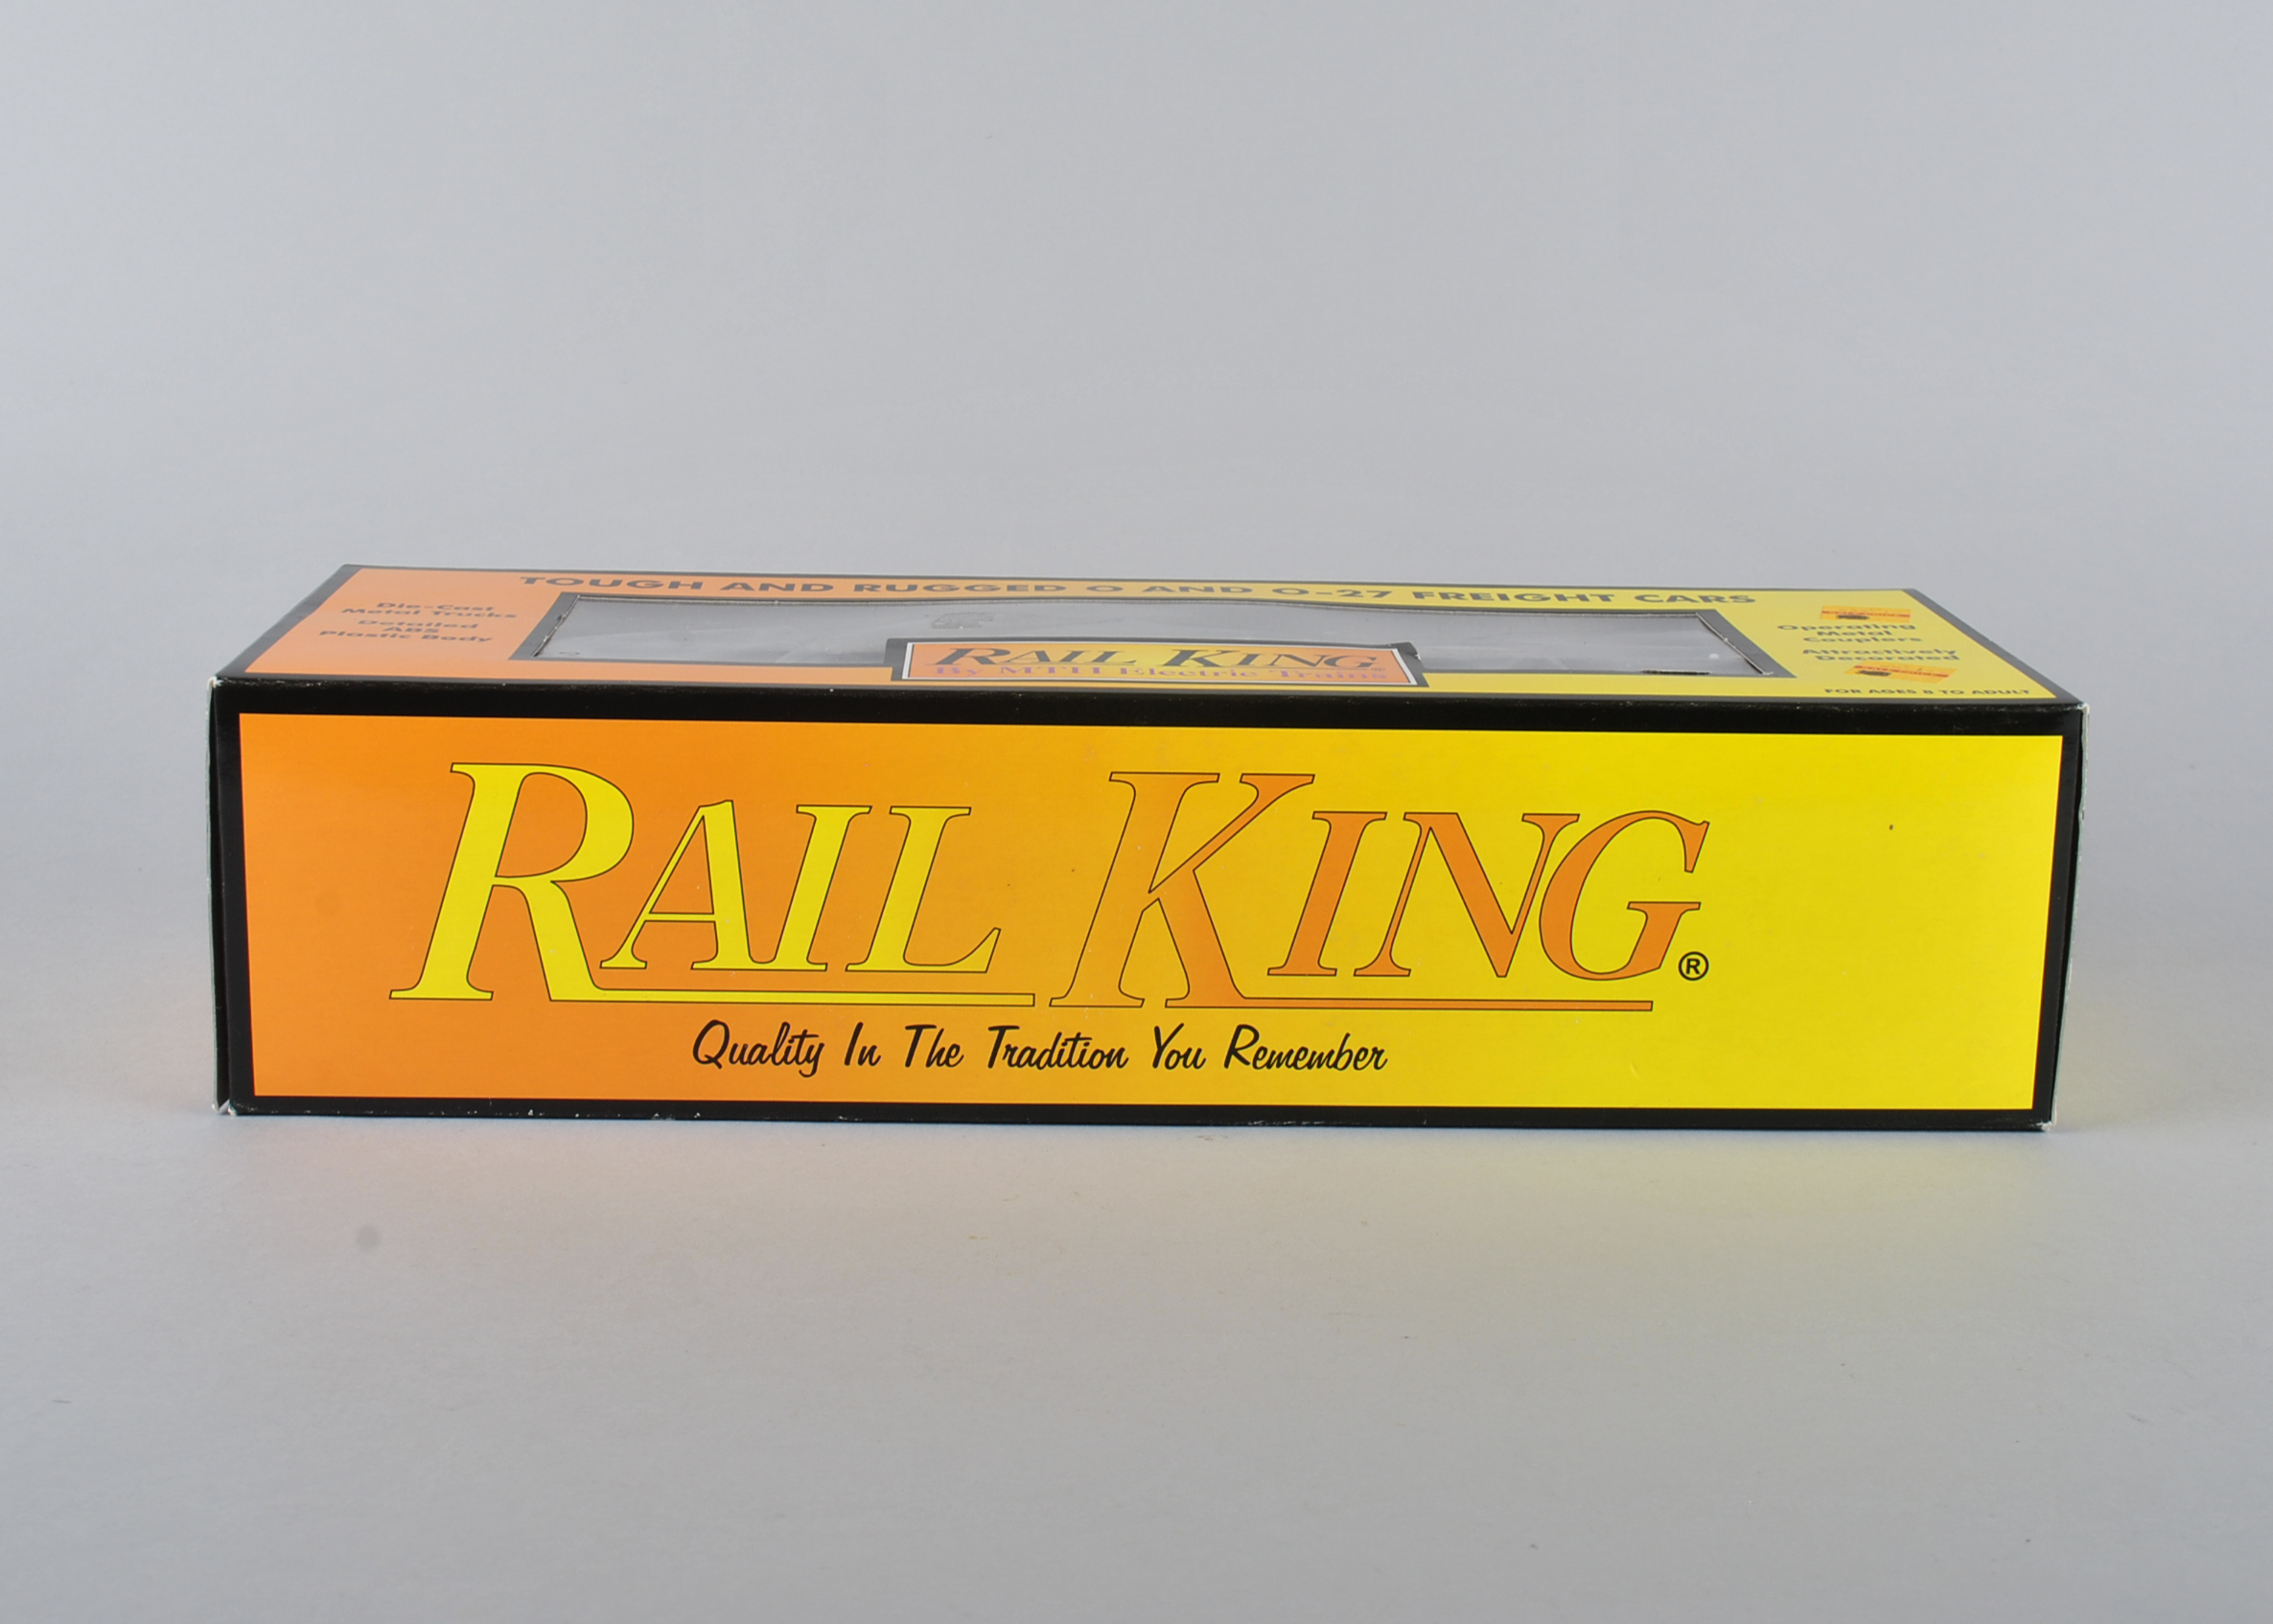 TOUGH AND RUGGED O AND O-27 FREIGHT CARS
Die-Cast
Metal Trucks
Detailed
ABS
Plastic Body
RAIL KING®
By MTH Electric Trains
Operating
Metal
Couplers
Attractively
Decorated
FOR AGES 8 TO ADULT
RAIL KING®
Quality In The Tradition You Remember